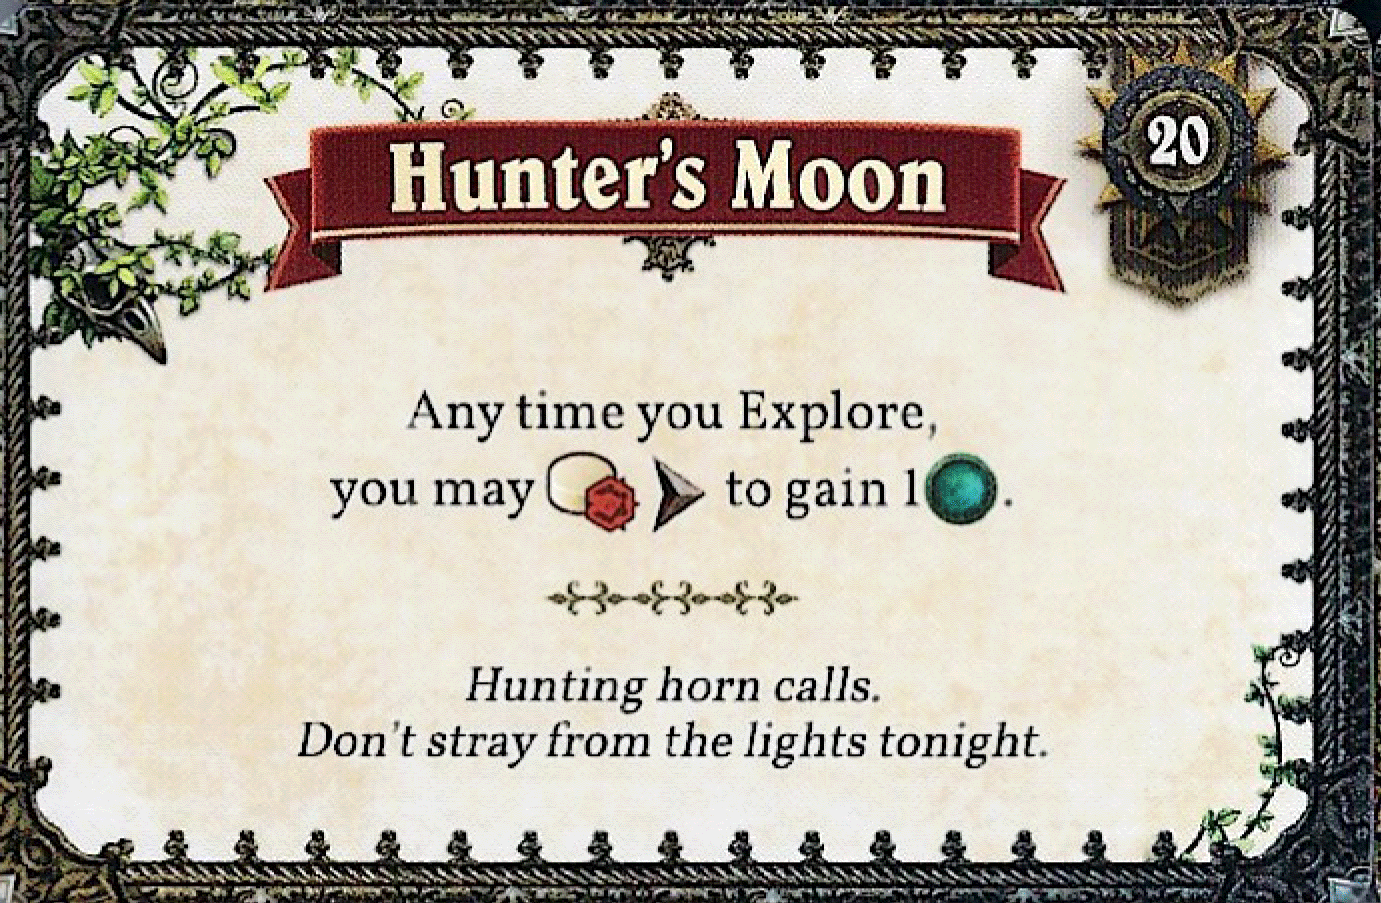 Hunter's Moon
20
Any time you Explore,
you may to gain 1.
Hunting horn calls.
Don't stray from the lights tonight.